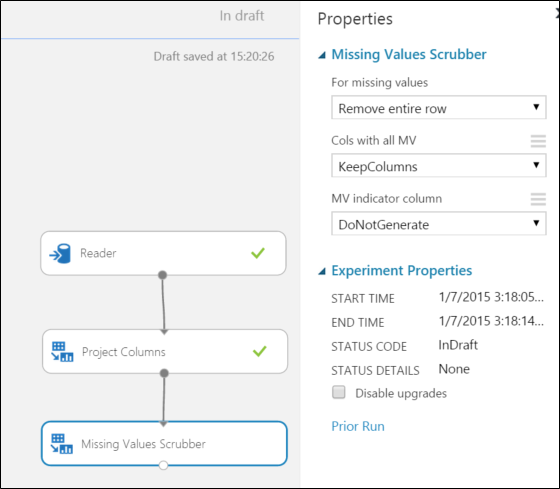 In draft
Draft saved at 15:20:26
Reader
Project Columns
Missing Values Scrubber
Properties
Missing Values Scrubber
For missing values
Remove entire row
Cols with all MV
KeepColumns
MV indicator column
DoNotGenerate
Experiment Properties
START TIME 1/7/2015 3:18:05...
END TIME 1/7/2015 3:18:14...
STATUS CODE InDraft
STATUS DETAILS None
Disable upgrades
Prior Run